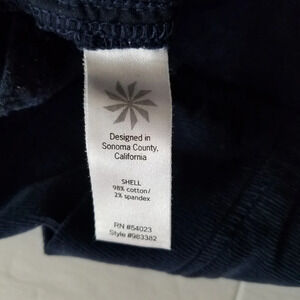 Designed in
Sonoma County,
California
SHELL
98% cotton/
2% spandex
RN #54023
Style #983382